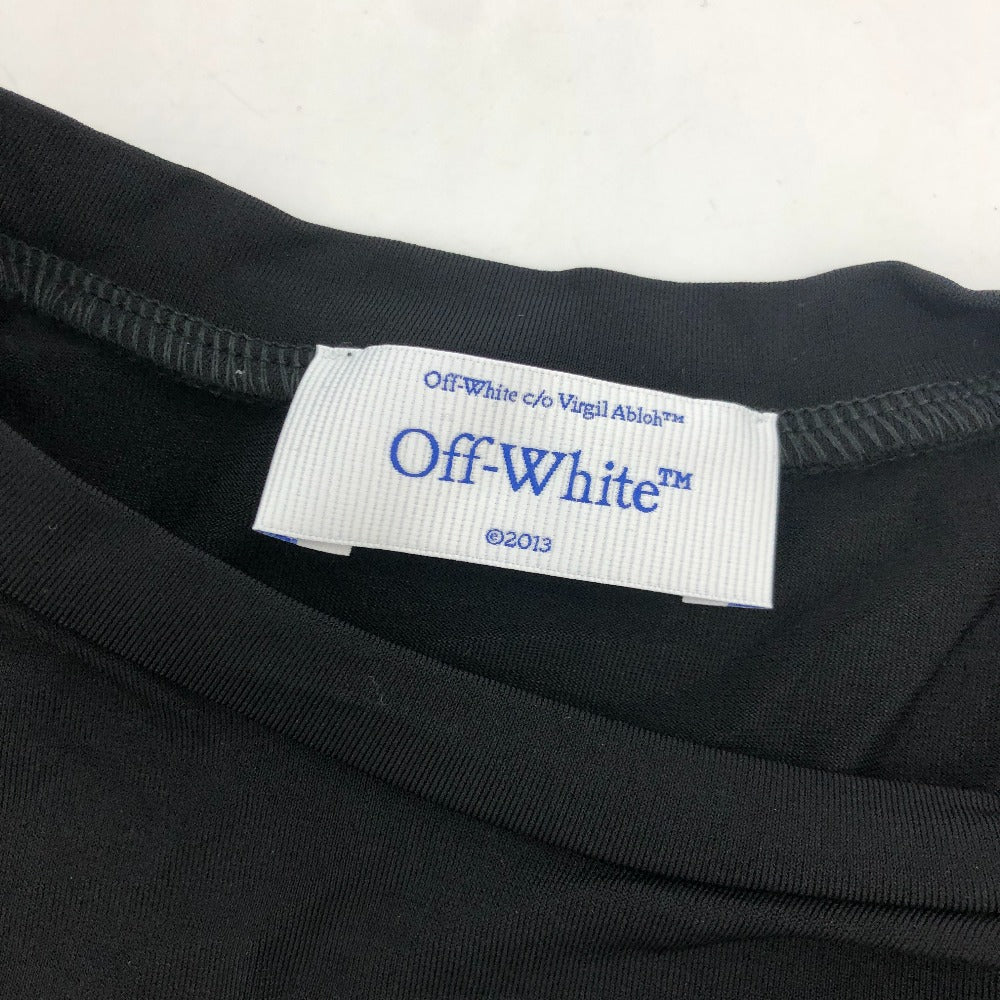 Off-White c/o Virgil Abloh™
Off-White™
©2013